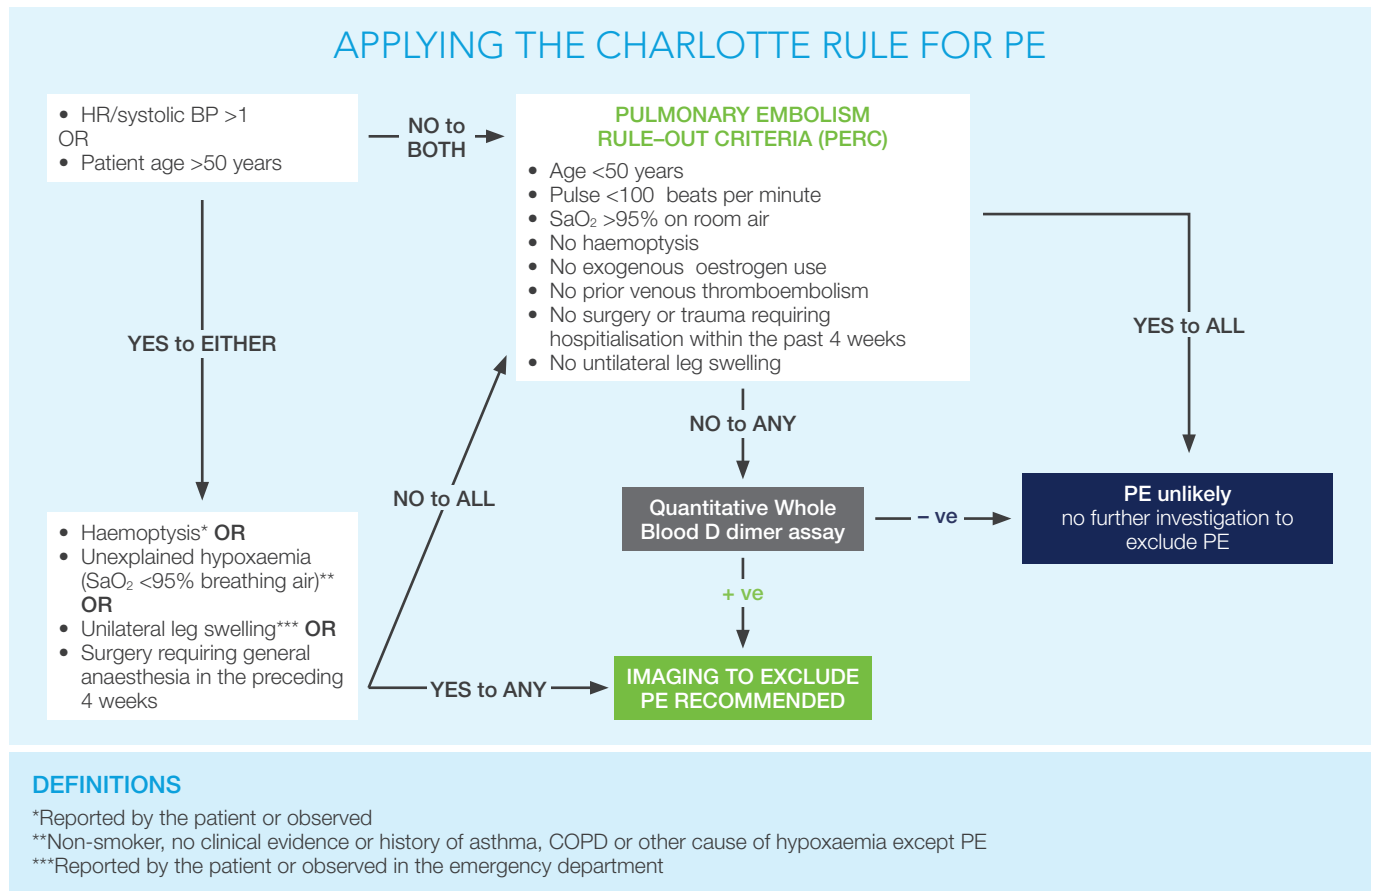 APPLYING THE CHARLOTTE RULE FOR PE
• HR/systolic BP >1
OR
• Patient age >50 years
NO to
BOTH
PULMONARY EMBOLISM
RULE–OUT CRITERIA (PERC)
• Age <50 years
• Pulse <100  beats per minute
• SaO₂ >95% on room air
• No haemoptysis
• No exogenous  oestrogen use
• No prior venous thromboembolism
• No surgery or trauma requiring
hospitialisation within the past 4 weeks
• No untilateral leg swelling
YES to ALL
YES to EITHER
NO to ANY
NO to ALL
Quantitative Whole
Blood D dimer assay
– ve
PE unlikely
no further investigation to
exclude PE
• Haemoptysis* OR
• Unexplained hypoxaemia
(SaO₂ <95% breathing air)**
OR
• Unilateral leg swelling*** OR
• Surgery requiring general
anaesthesia in the preceding
4 weeks
+ ve
YES to ANY
IMAGING TO EXCLUDE
PE RECOMMENDED
DEFINITIONS
*Reported by the patient or observed
**Non-smoker, no clinical evidence or history of asthma, COPD or other cause of hypoxaemia except PE
***Reported by the patient or observed in the emergency department